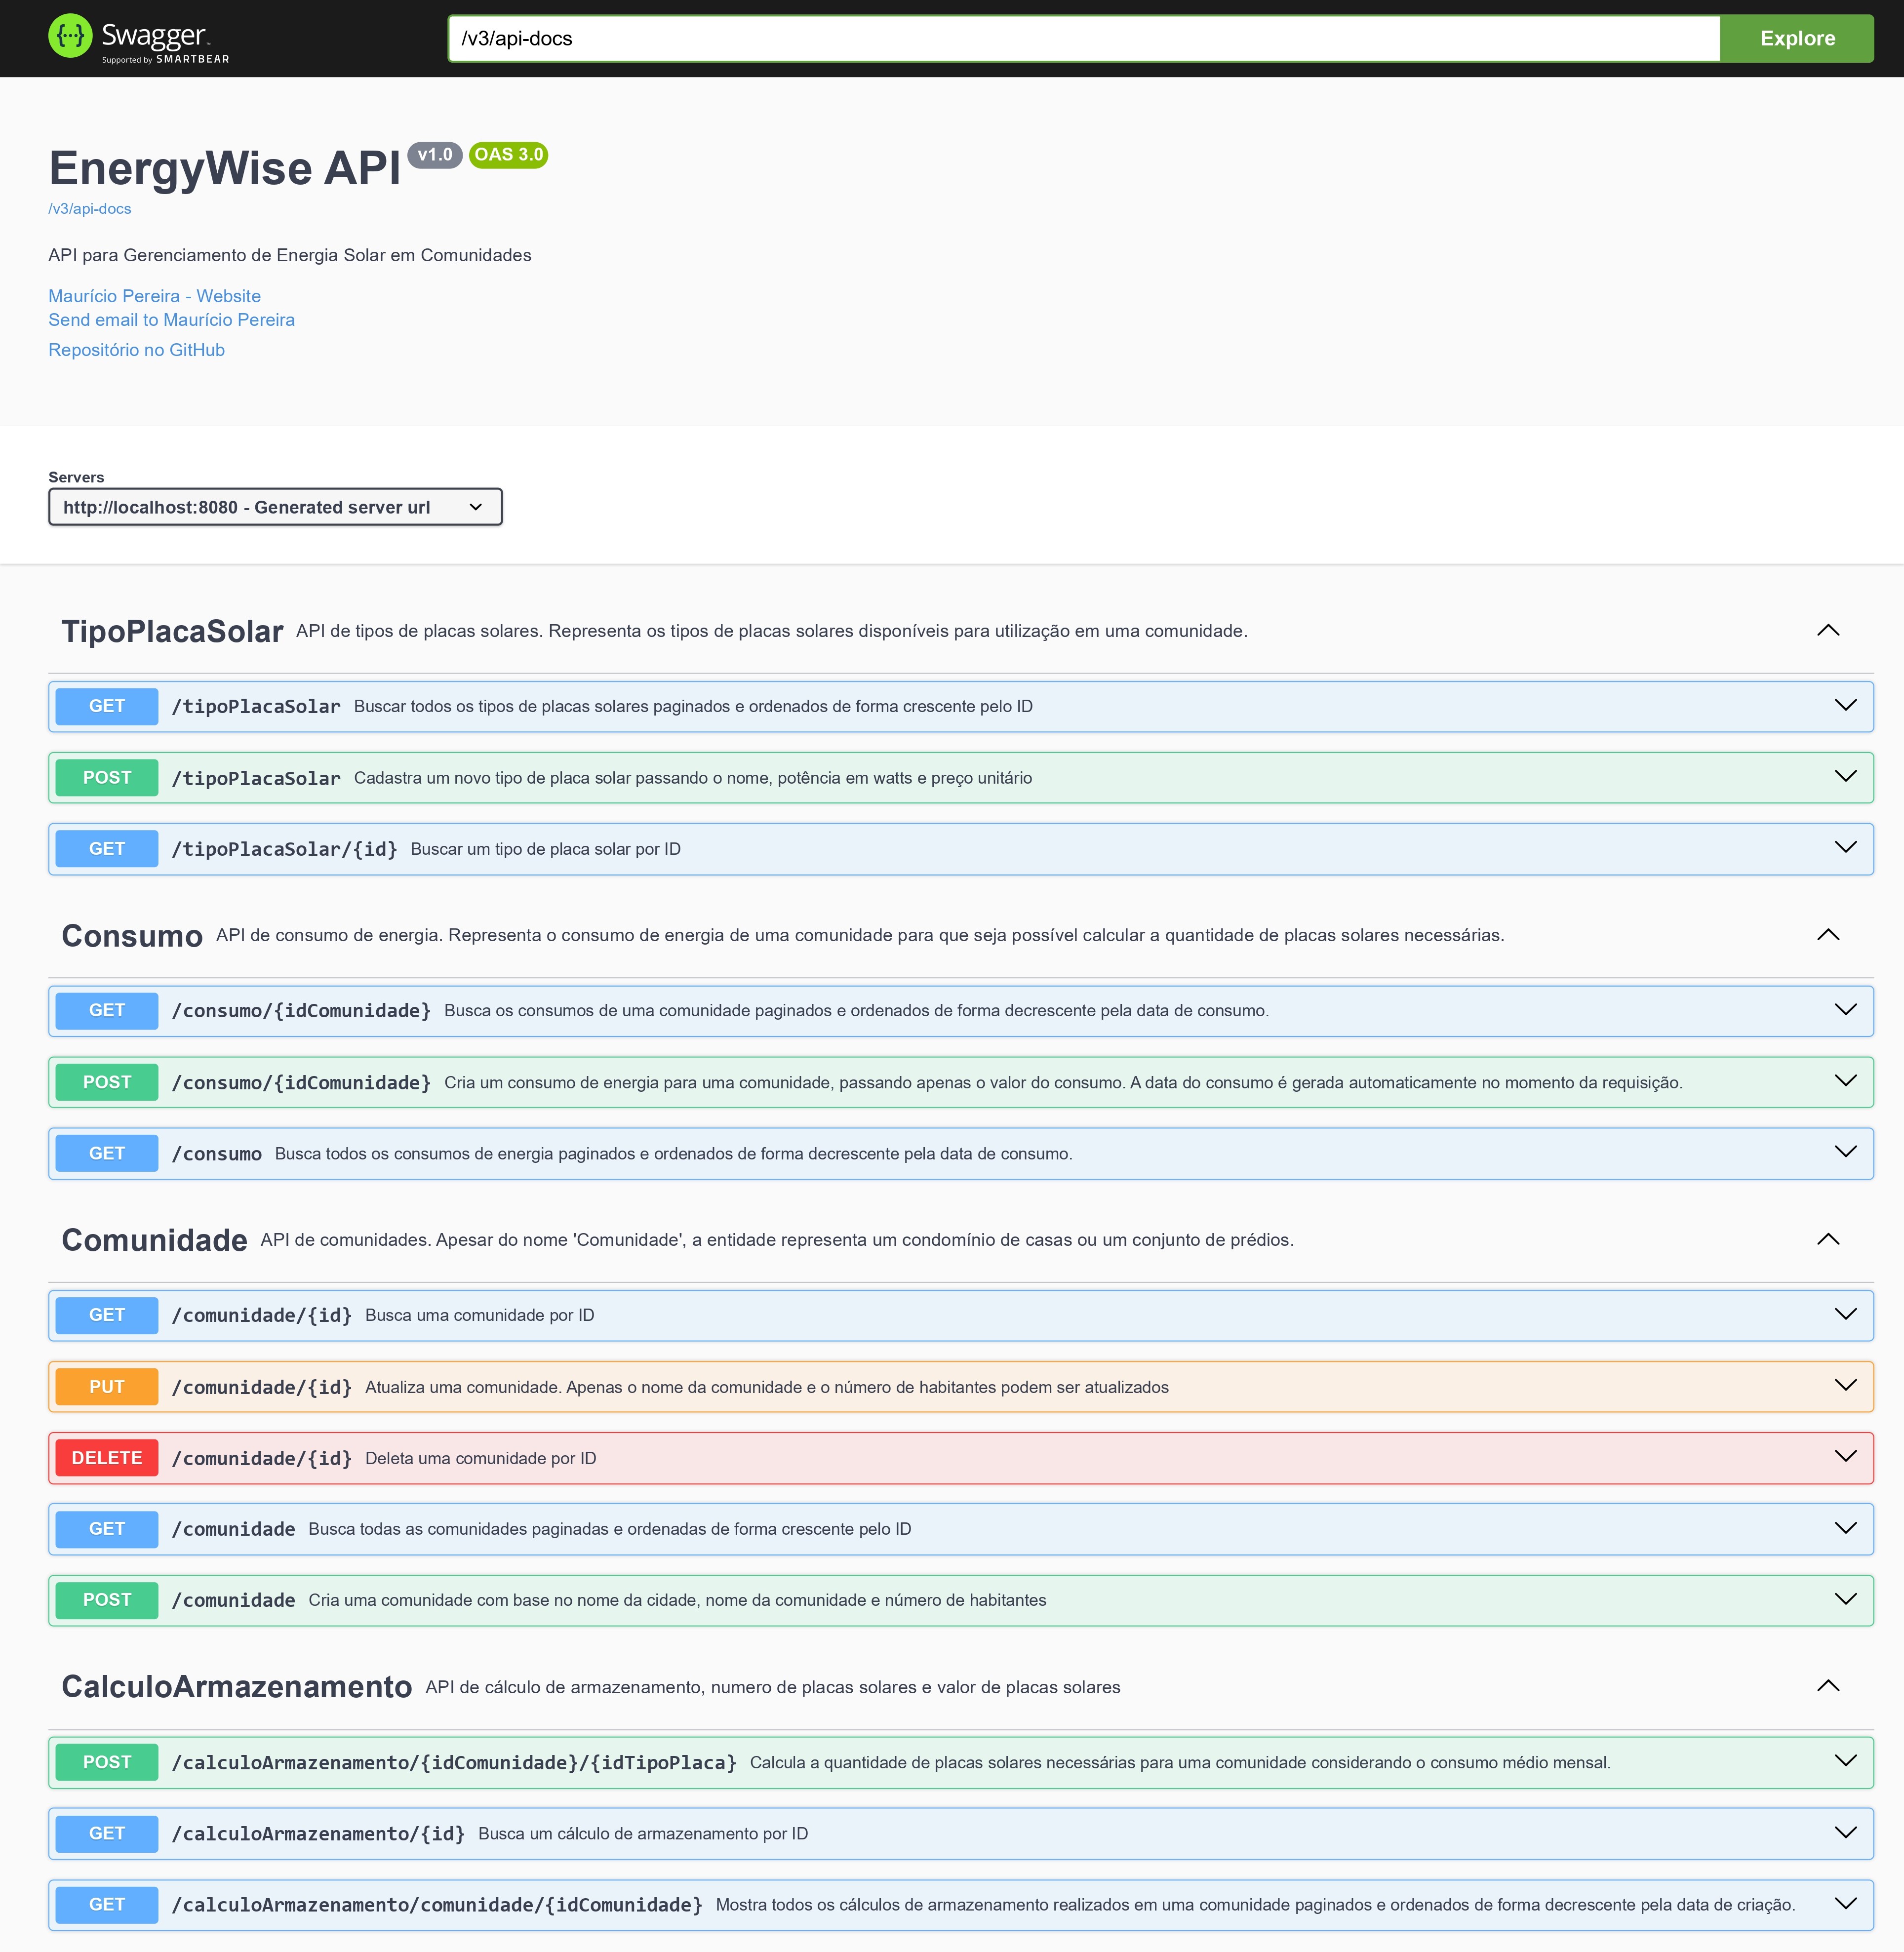 Swagger
Supported by SMARTBEAR
/v3/api-docs
Explore
EnergyWise API v1.0 OAS 3.0
/v3/api-docs
API para Gerenciamento de Energia Solar em Comunidades
Maurício Pereira - Website
Send email to Maurício Pereira
Repositório no GitHub
Servers
http://localhost:8080 - Generated server url
TipoPlacaSolar API de tipos de placas solares. Representa os tipos de placas solares disponíveis para utilização em uma comunidade.
GET /tipoPlacaSolar Buscar todos os tipos de placas solares paginados e ordenados de forma crescente pelo ID
POST /tipoPlacaSolar Cadastra um novo tipo de placa solar passando o nome, potência em watts e preço unitário
GET /tipoPlacaSolar/{id} Buscar um tipo de placa solar por ID
Consumo API de consumo de energia. Representa o consumo de energia de uma comunidade para que seja possível calcular a quantidade de placas solares necessárias.
GET /consumo/{idComunidade} Busca os consumos de uma comunidade paginados e ordenados de forma decrescente pela data de consumo.
POST /consumo/{idComunidade} Cria um consumo de energia para uma comunidade, passando apenas o valor do consumo. A data do consumo é gerada automaticamente no momento da requisição.
GET /consumo Busca todos os consumos de energia paginados e ordenados de forma decrescente pela data de consumo.
Comunidade API de comunidades. Apesar do nome 'Comunidade', a entidade representa um condomínio de casas ou um conjunto de prédios.
GET /comunidade/{id} Busca uma comunidade por ID
PUT /comunidade/{id} Atualiza uma comunidade. Apenas o nome da comunidade e o número de habitantes podem ser atualizados
DELETE /comunidade/{id} Deleta uma comunidade por ID
GET /comunidade Busca todas as comunidades paginadas e ordenadas de forma crescente pelo ID
POST /comunidade Cria uma comunidade com base no nome da cidade, nome da comunidade e número de habitantes
CalculoArmazenamento API de cálculo de armazenamento, numero de placas solares e valor de placas solares
POST /calculoArmazenamento/{idComunidade}/{idTipoPlaca} Calcula a quantidade de placas solares necessárias para uma comunidade considerando o consumo médio mensal.
GET /calculoArmazenamento/{id} Busca um cálculo de armazenamento por ID
GET /calculoArmazenamento/comunidade/{idComunidade} Mostra todos os cálculos de armazenamento realizados em uma comunidade paginados e ordenados de forma decrescente pela data de criação.